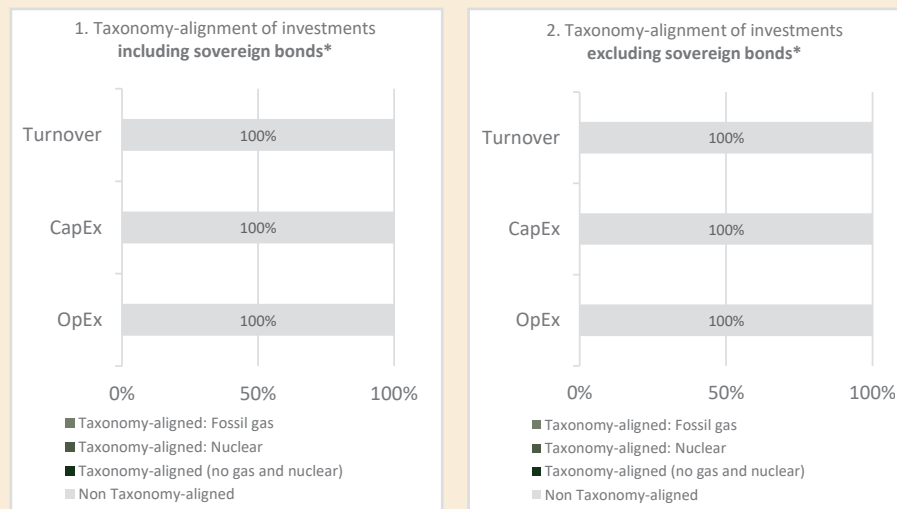 1. Taxonomy-alignment of investments
including sovereign bonds*
Turnover
100%
CapEx
100%
OpEx
100%
0%
50%
100%
Taxonomy-aligned: Fossil gas
Taxonomy-aligned: Nuclear
Taxonomy-aligned (no gas and nuclear)
Non Taxonomy-aligned
2. Taxonomy-alignment of investments
excluding sovereign bonds*
Turnover
100%
CapEx
100%
OpEx
100%
0%
50%
100%
Taxonomy-aligned: Fossil gas
Taxonomy-aligned: Nuclear
Taxonomy-aligned (no gas and nuclear)
Non Taxonomy-aligned